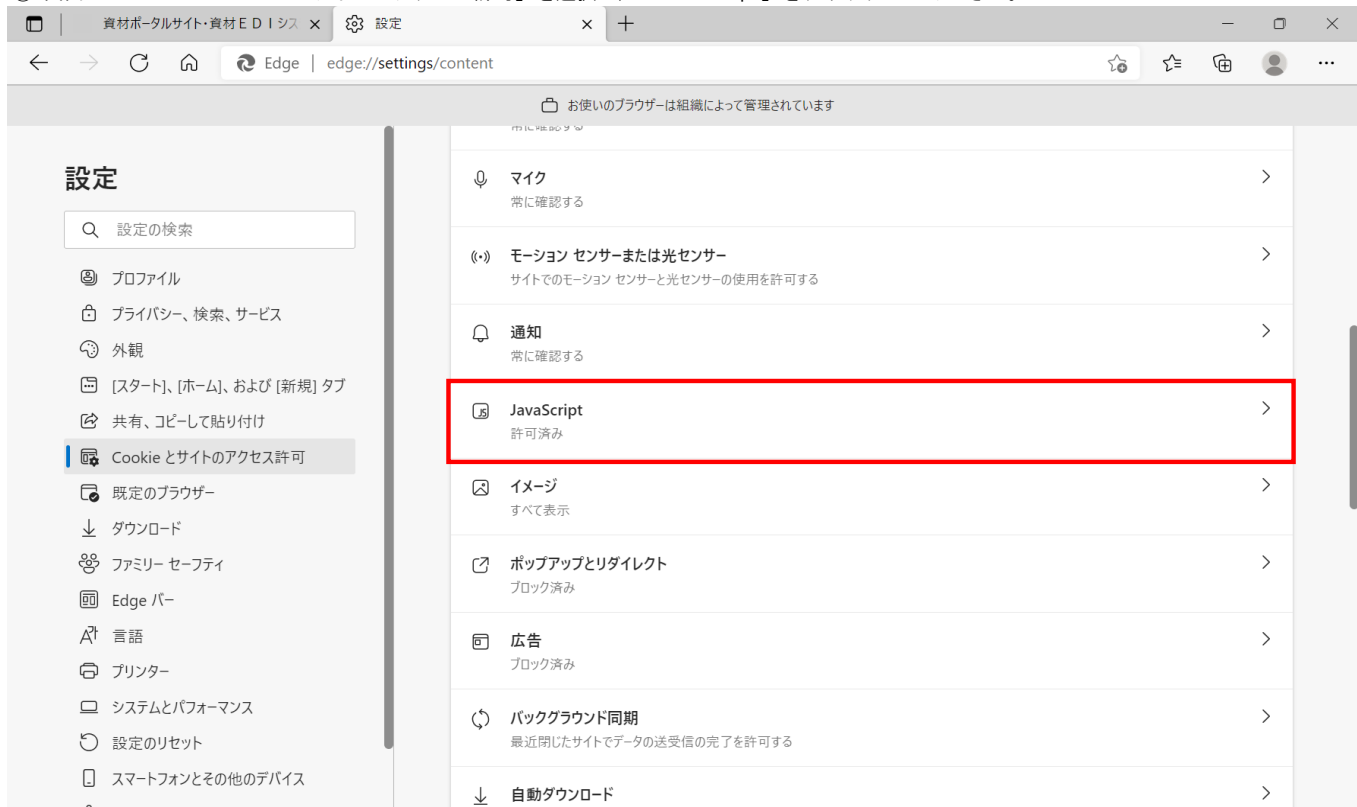 資材ポータルサイト・資材ＥＤＩシス
設定
Edge | edge://settings/content
お使いのブラウザーは組織によって管理されています
設定
設定の検索
プロファイル
プライバシー、検索、サービス
外観
[スタート]、[ホーム]、および [新規] タブ
共有、コピーして貼り付け
Cookie とサイトのアクセス許可
既定のブラウザー
ダウンロード
ファミリー セーフティ
Edge バー
言語
プリンター
システムとパフォーマンス
設定のリセット
スマートフォンとその他のデバイス
常に確認する
マイク
常に確認する
モーション センサーまたは光センサー
サイトでのモーション センサーと光センサーの使用を許可する
通知
常に確認する
JavaScript
許可済み
イメージ
すべて表示
ポップアップとリダイレクト
ブロック済み
広告
ブロック済み
バックグラウンド同期
最近閉じたサイトでデータの送受信の完了を許可する
自動ダウンロード